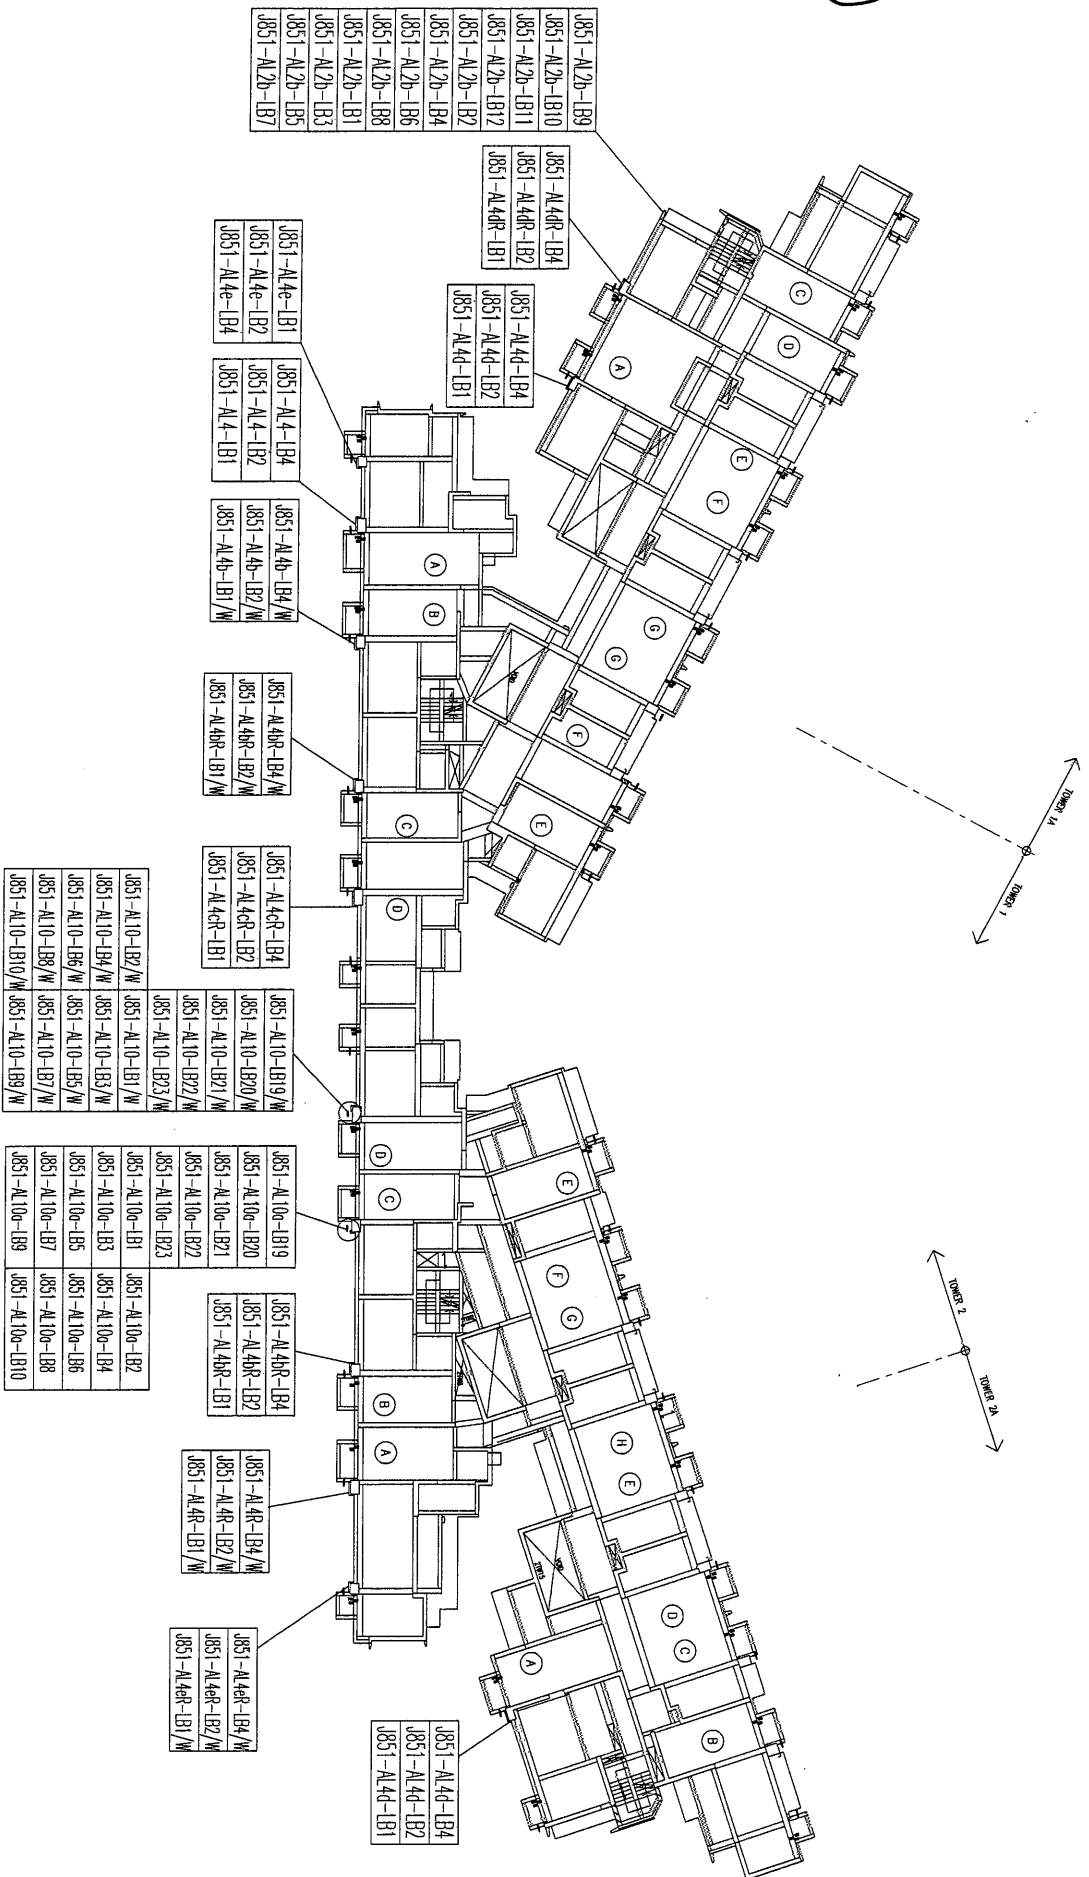 TOWER 1A
TOWER 1
TOWER 2
TOWER 2A
J851-AL2b-LB9
J851-AL2b-LB10
J851-AL2b-LB11
J851-AL2b-LB12
J851-AL2b-LB2
J851-AL2b-LB4
J851-AL2b-LB6
J851-AL2b-LB8
J851-AL2b-LB1
J851-AL2b-LB3
J851-AL2b-LB5
J851-AL2b-LB7
J851-AL4dR-LB4
J851-AL4dR-LB2
J851-AL4dR-LB1
J851-AL4d-LB4
J851-AL4d-LB2
J851-AL4d-LB1
C
D
A
E
F
G
G
F
E
VOID
E
F
G
H
E
D
C
B
A
VOID
A
B
C
D
D
C
B
A
J851-AL4e-LB1
J851-AL4e-LB2
J851-AL4e-LB4
J851-AL4-LB4
J851-AL4-LB2
J851-AL4-LB1
J851-AL4b-LB4/W
J851-AL4b-LB2/W
J851-AL4b-LB1/W
J851-AL4bR-LB4/W
J851-AL4bR-LB2/W
J851-AL4bR-LB1/W
J851-AL4cR-LB4
J851-AL4cR-LB2
J851-AL4cR-LB1
J851-AL10-LB19/W
J851-AL10-LB20/W
J851-AL10-LB21/W
J851-AL10-LB22/W
J851-AL10-LB23/W
J851-AL10-LB2/W J851-AL10-LB1/W
J851-AL10-LB4/W J851-AL10-LB3/W
J851-AL10-LB6/W J851-AL10-LB5/W
J851-AL10-LB8/W J851-AL10-LB7/W
J851-AL10-LB10/W J851-AL10-LB9/W
J851-AL10a-LB19
J851-AL10a-LB20
J851-AL10a-LB21
J851-AL10a-LB22
J851-AL10a-LB23
J851-AL10a-LB1 J851-AL10a-LB2
J851-AL10a-LB3 J851-AL10a-LB4
J851-AL10a-LB5 J851-AL10a-LB6
J851-AL10a-LB7 J851-AL10a-LB8
J851-AL10a-LB9 J851-AL10a-LB10
J851-AL4bR-LB4
J851-AL4bR-LB2
J851-AL4bR-LB1
J851-AL4R-LB4/W
J851-AL4R-LB2/W
J851-AL4R-LB1/W
J851-AL4eR-LB4/W
J851-AL4eR-LB2/W
J851-AL4eR-LB1/W
J851-AL4d-LB4
J851-AL4d-LB2
J851-AL4d-LB1